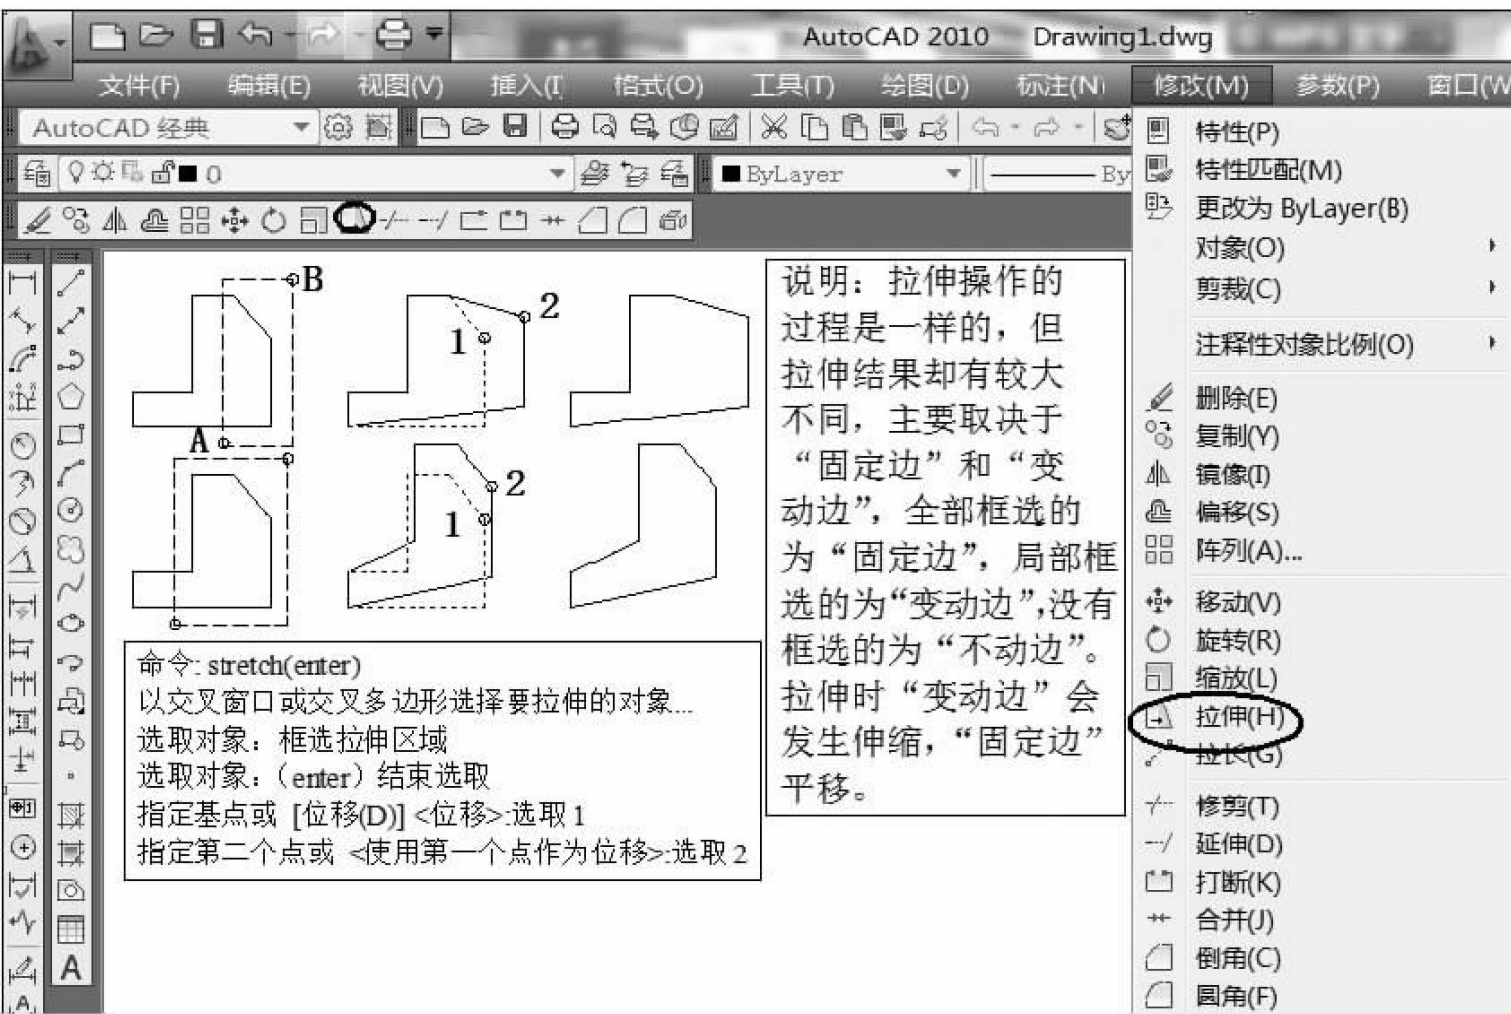 AutoCAD 2010 Drawing1.dwg
文件(F) 编辑(E) 视图(V) 插入(I 格式(O) 工具(T) 绘图(D) 标注(N) 修改(M) 参数(P) 窗口(W
AutoCAD 经典
0 ByLayer By
B
A
1
2
1
2
说明：拉伸操作的
过程是一样的，但
拉伸结果却有较大
不同，主要取决于
“固定边”和“变
动边”，全部框选的
为“固定边”，局部框
选的为“变动边”,没有
框选的为“不动边”。
拉伸时“变动边”会
发生伸缩，“固定边”
平移。
命令: stretch(enter)
以交叉窗口或交叉多边形选择要拉伸的对象...
选取对象：框选拉伸区域
选取对象：（enter）结束选取
指定基点或 [位移(D)] <位移>:选取 1
指定第二个点或 <使用第一个点作为位移>:选取 2
特性(P)
特性匹配(M)
更改为 ByLayer(B)
对象(O)
剪裁(C)
注释性对象比例(O)
删除(E)
复制(Y)
镜像(I)
偏移(S)
阵列(A)...
移动(V)
旋转(R)
缩放(L)
拉伸(H)
拉长(G)
修剪(T)
延伸(D)
打断(K)
合并(J)
倒角(C)
圆角(F)
A
A